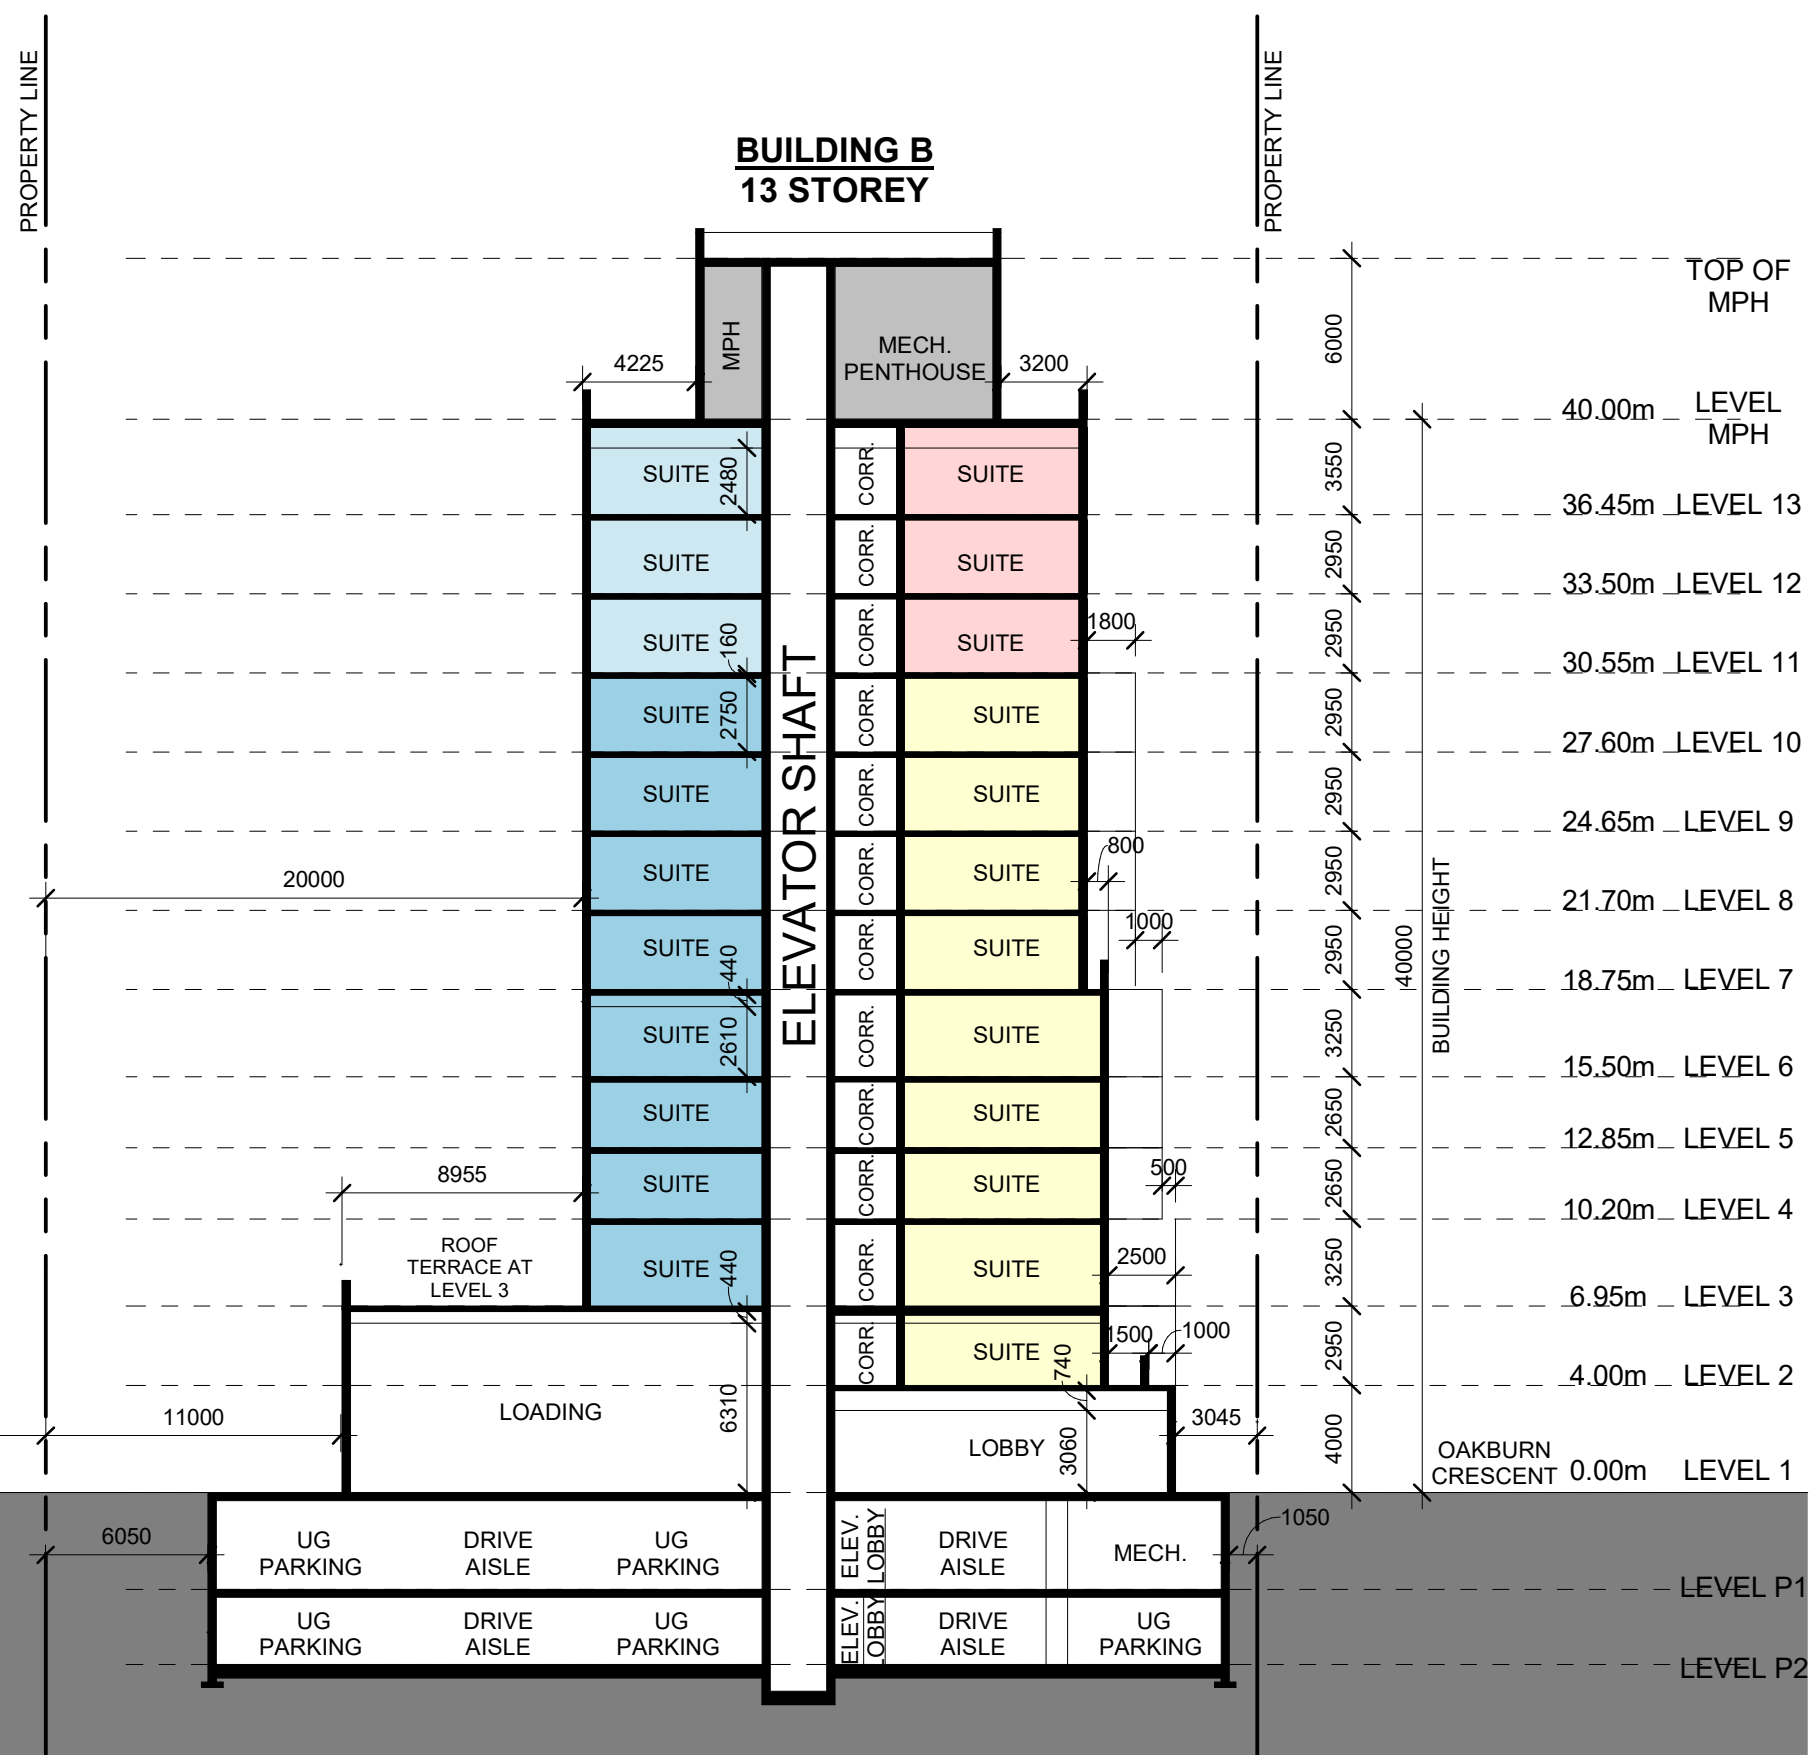 PROPERTY LINE
PROPERTY LINE
BUILDING B
13 STOREY
TOP OF
MPH
6000
MPH
MECH.
PENTHOUSE
4225
3200
40.00m
LEVEL
MPH
SUITE
2480
CORR.
SUITE
3550
36.45m
LEVEL 13
SUITE
CORR.
SUITE
2950
33.50m
LEVEL 12
SUITE
160
CORR.
SUITE
1800
2950
30.55m
LEVEL 11
SUITE
2750
CORR.
SUITE
2950
27.60m
LEVEL 10
ELEVATOR SHAFT
SUITE
CORR.
SUITE
2950
24.65m
LEVEL 9
20000
SUITE
CORR.
SUITE
800
2950
21.70m
LEVEL 8
SUITE
440
CORR.
SUITE
1000
2950
40000
BUILDING HEIGHT
18.75m
LEVEL 7
SUITE
2610
CORR.
SUITE
3250
15.50m
LEVEL 6
SUITE
CORR.
SUITE
2650
12.85m
LEVEL 5
8955
SUITE
CORR.
SUITE
500
2650
10.20m
LEVEL 4
ROOF
TERRACE AT
LEVEL 3
SUITE
440
CORR.
SUITE
2500
3250
6.95m
LEVEL 3
CORR.
SUITE
740
1500
1000
2950
4.00m
LEVEL 2
11000
LOADING
6310
LOBBY
3060
3045
4000
OAKBURN
CRESCENT
0.00m
LEVEL 1
6050
UG
PARKING
DRIVE
AISLE
UG
PARKING
ELEV.
LOBBY
DRIVE
AISLE
MECH.
1050
LEVEL P1
UG
PARKING
DRIVE
AISLE
UG
PARKING
ELEV.
LOBBY
DRIVE
AISLE
UG
PARKING
LEVEL P2